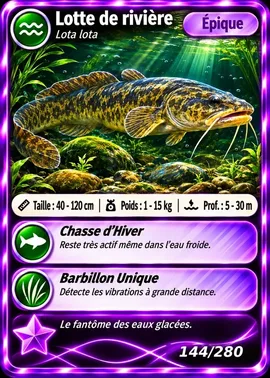 Lotte de rivière
Épique
Lota lota
Taille : 40 - 120 cm | Poids : 1 - 15 kg | Prof. : 5 - 30 m
Chasse d'Hiver
Reste très actif même dans l'eau froide.
Barbillon Unique
Détecte les vibrations à grande distance.
Le fantôme des eaux glacées.
144/280